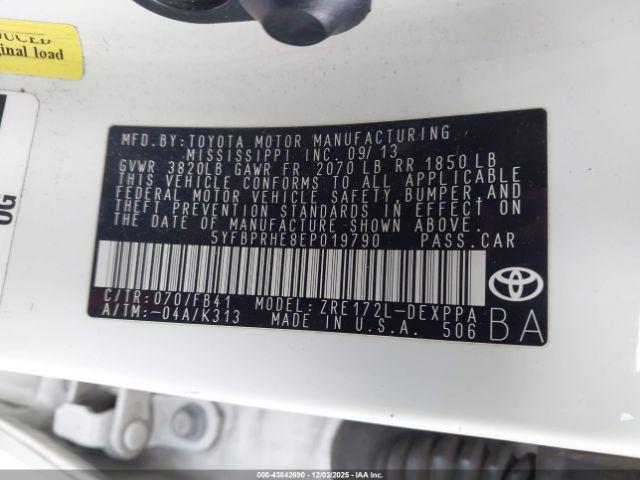 ginal load
OG
MFD.BY:TOYOTA MOTOR MANUFACTURING
MISSISSIPPI INC. 09/13
GVWR 3820LB GAWR FR 2070 LB RR 1850 LB
THIS VEHICLE CONFORMS TO ALL APPLICABLE
FEDERAL MOTOR VEHICLE SAFETY,BUMPER, AND
THEFT PREVENTION STANDARDS IN EFFECT ON
THE DATE OF MANUFACTURE SHOWN ABOVE.
5YFBPRHE8EP019790 PASS.CAR
C/TR:070/FB41 MODEL:ZRE172L-DEXPPA
A/TM:-04A/K313 MADE IN U.S.A. 506
TOYOTA
BA
000-43842690 - 12/03/2025 - IAA, Inc.